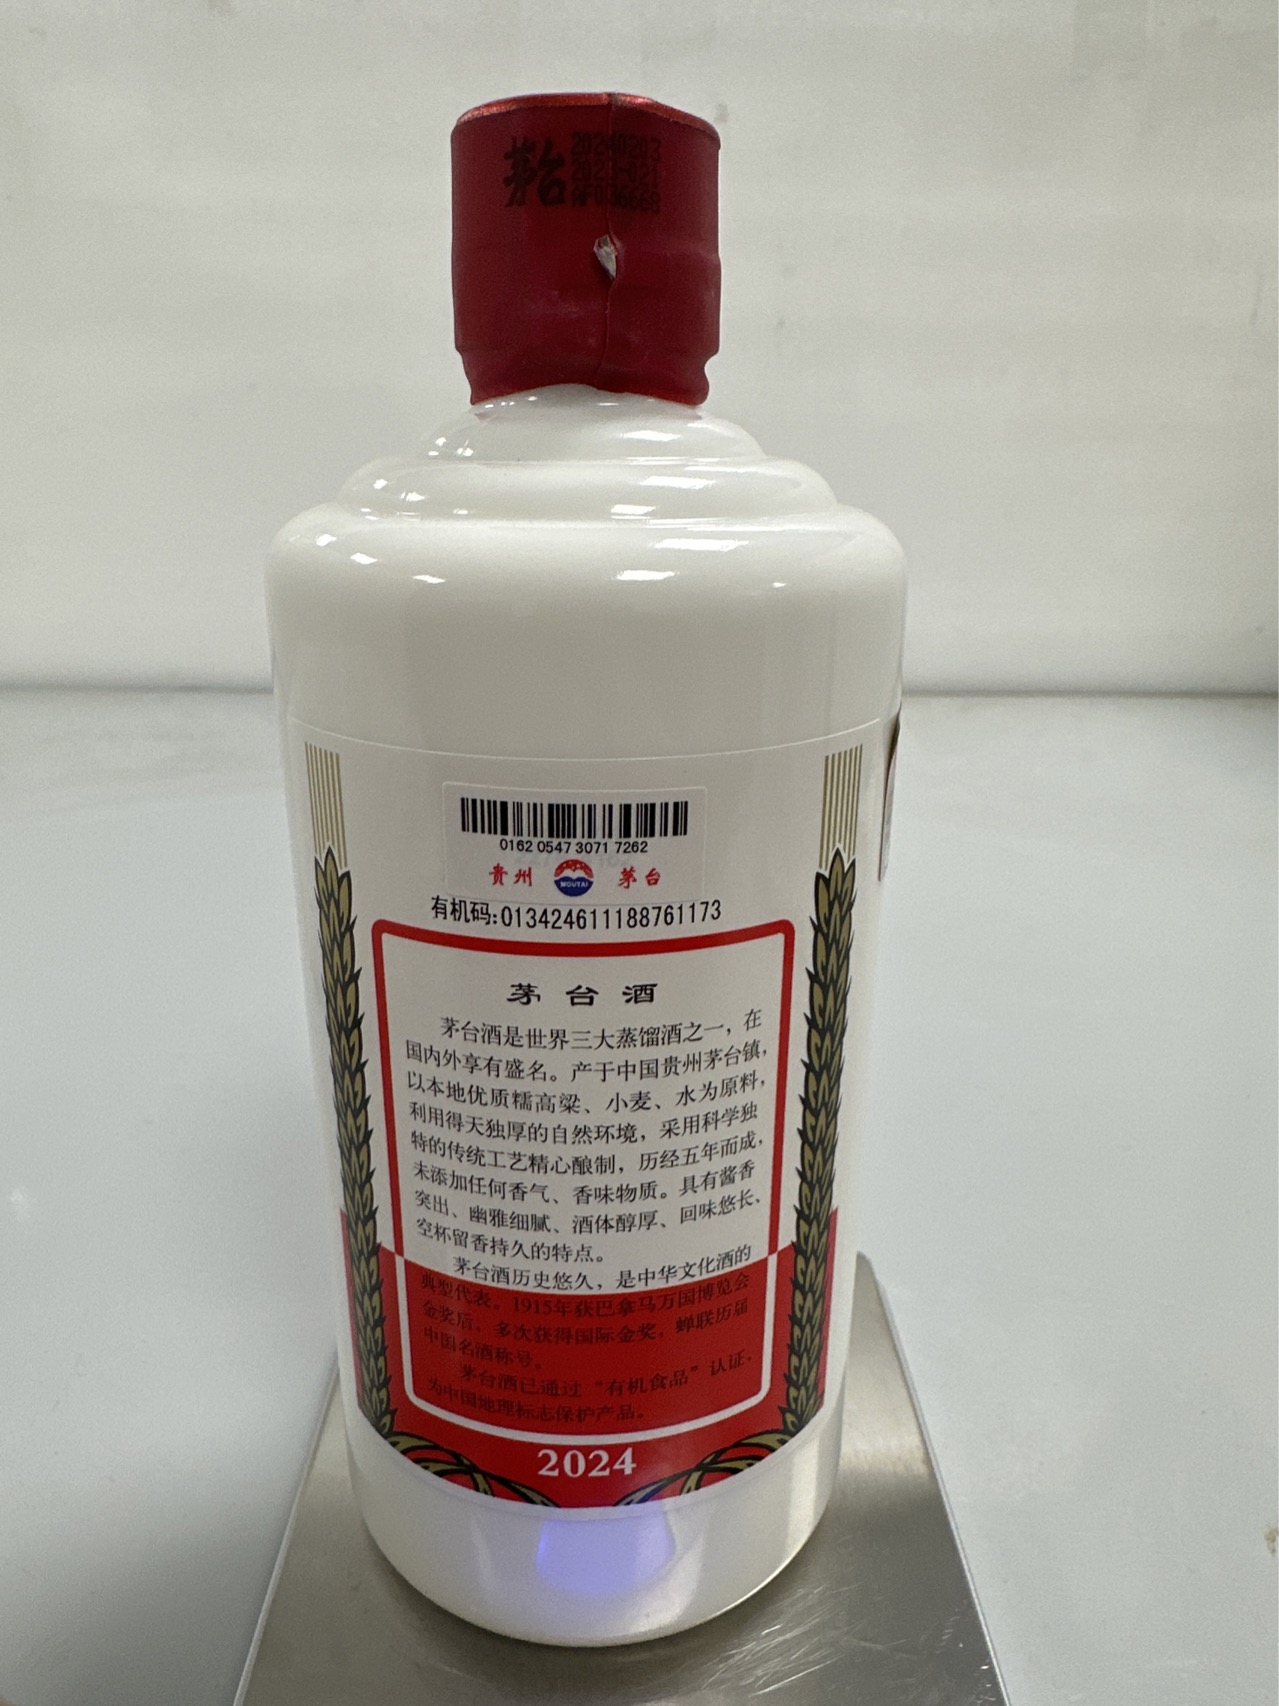 茅台
20240203
0162 0547 3071 7262
贵州 MOUTAI 茅台
有机码:013424611188761173
茅台酒
茅台酒是世界三大蒸馏酒之一，在
国内外享有盛名。产于中国贵州茅台镇，
以本地优质糯高粱、小麦、水为原料，
利用得天独厚的自然环境，采用科学独
特的传统工艺精心酿制，历经五年而成，
未添加任何香气、香味物质。具有酱香
突出、幽雅细腻、酒体醇厚、回味悠长、
空杯留香持久的特点。
茅台酒历史悠久，是中华文化酒的
典型代表。1915年获巴拿马万国博览会
金奖后，多次获得国际金奖，蝉联历届
中国名酒称号。
茅台酒已通过“有机食品”认证，
为中国地理标志保护产品。
2024